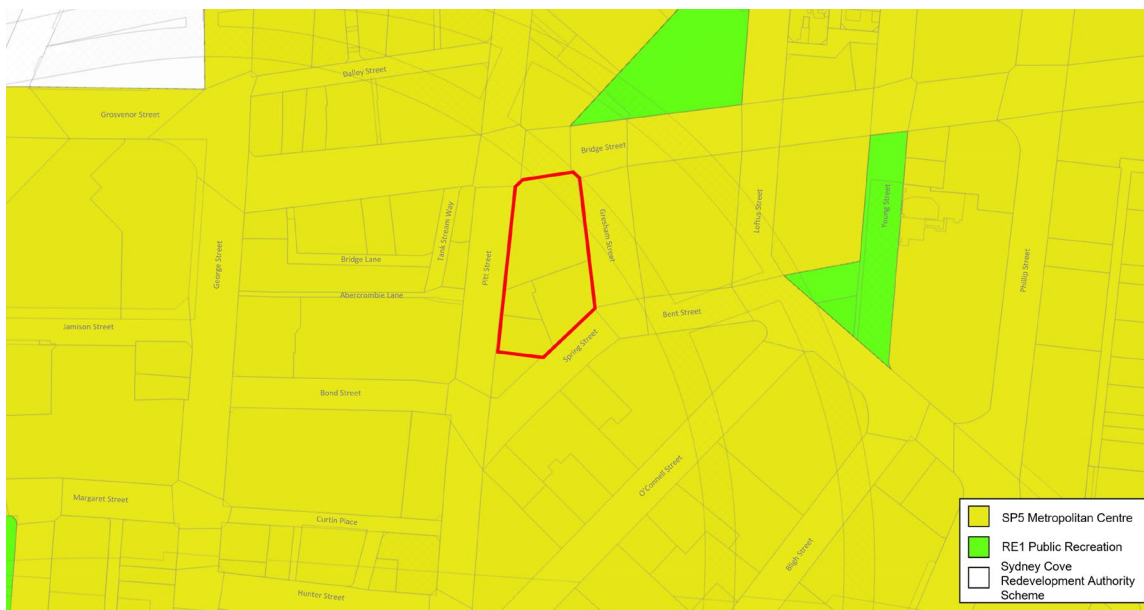 Dalley Street
Grosvenor Street
Bridge Street
Young Street
Loftus Street
Tank Stream Way
Gresham Street
George Street
Pitt Street
Phillip Street
Bridge Lane
Abercrombie Lane
Bent Street
Jamison Street
Spring Street
Bond Street
O'Connell Street
Margaret Street
Curtin Place
Bligh Street
Hunter Street
SP5 Metropolitan Centre
RE1 Public Recreation
Sydney Cove
Redevelopment Authority
Scheme